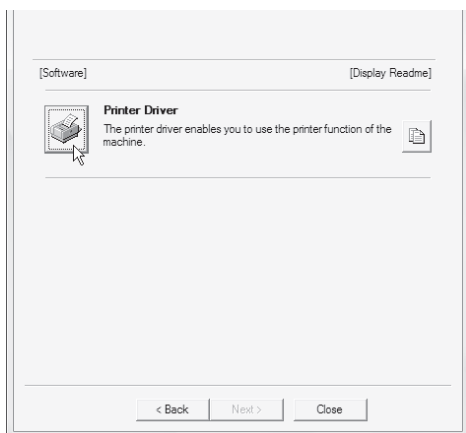 [Software] [Display Readme]
Printer Driver
The printer driver enables you to use the printer function of the
machine.
< Back Next > Close